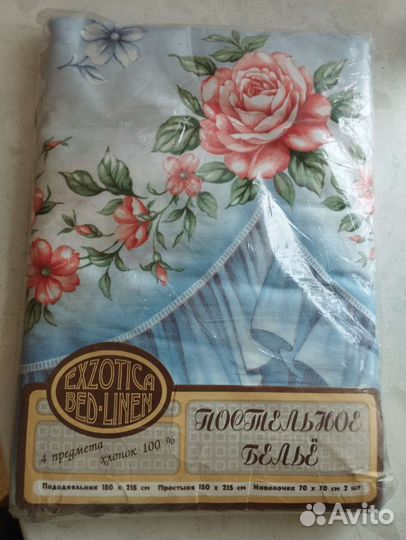 EXZOTICA
BED-LINEN
4 предмета
хлопок 100 %
ПОСТЕЛЬНОЕ
БЕЛЬЁ
Пододеяльник 150 х 215 см Простыня 150 х 215 см Наволочка 70 х 70 см 2 шт
Avito